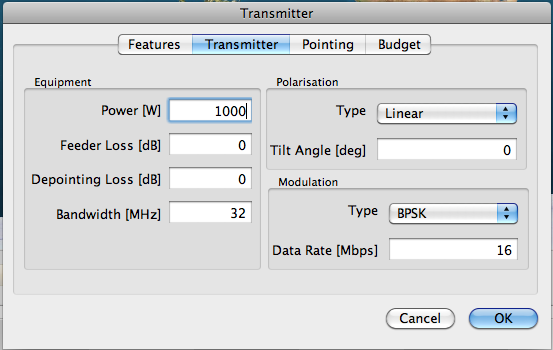 Transmitter
Features Transmitter Pointing Budget
Equipment
Power [W] 1000
Feeder Loss [dB] 0
Depointing Loss [dB] 0
Bandwidth [MHz] 32
Polarisation
Type Linear
Tilt Angle [deg] 0
Modulation
Type BPSK
Data Rate [Mbps] 16
Cancel OK